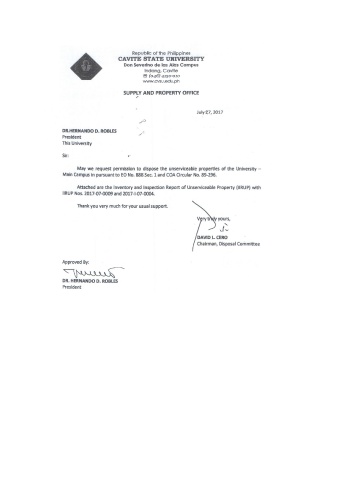 Republic of the Philippines
CAVITE STATE UNIVERSITY
Don Severino de las Alas Campus
Indang, Cavite
www.cvsu.edu.ph
SUPPLY AND PROPERTY OFFICE
July 27, 2017
DR.HERNANDO D. ROBLES
President
This University
Sir:
May we request permission to dispose the unserviceable properties of the University –
Main Campus in pursuant to EO No. 888 Sec. 1 and COA Circular No. 89-296.
Attached are the Inventory and Inspection Report of Unserviceable Property (IIRUP) with
IIRUP Nos. 2017-07-0009 and 2017-I-07-0004.
Thank you very much for your usual support.
Very truly yours,
DAVID L. CERO
Chairman, Disposal Committee
Approved By:
DR. HERNANDO D. ROBLES
President